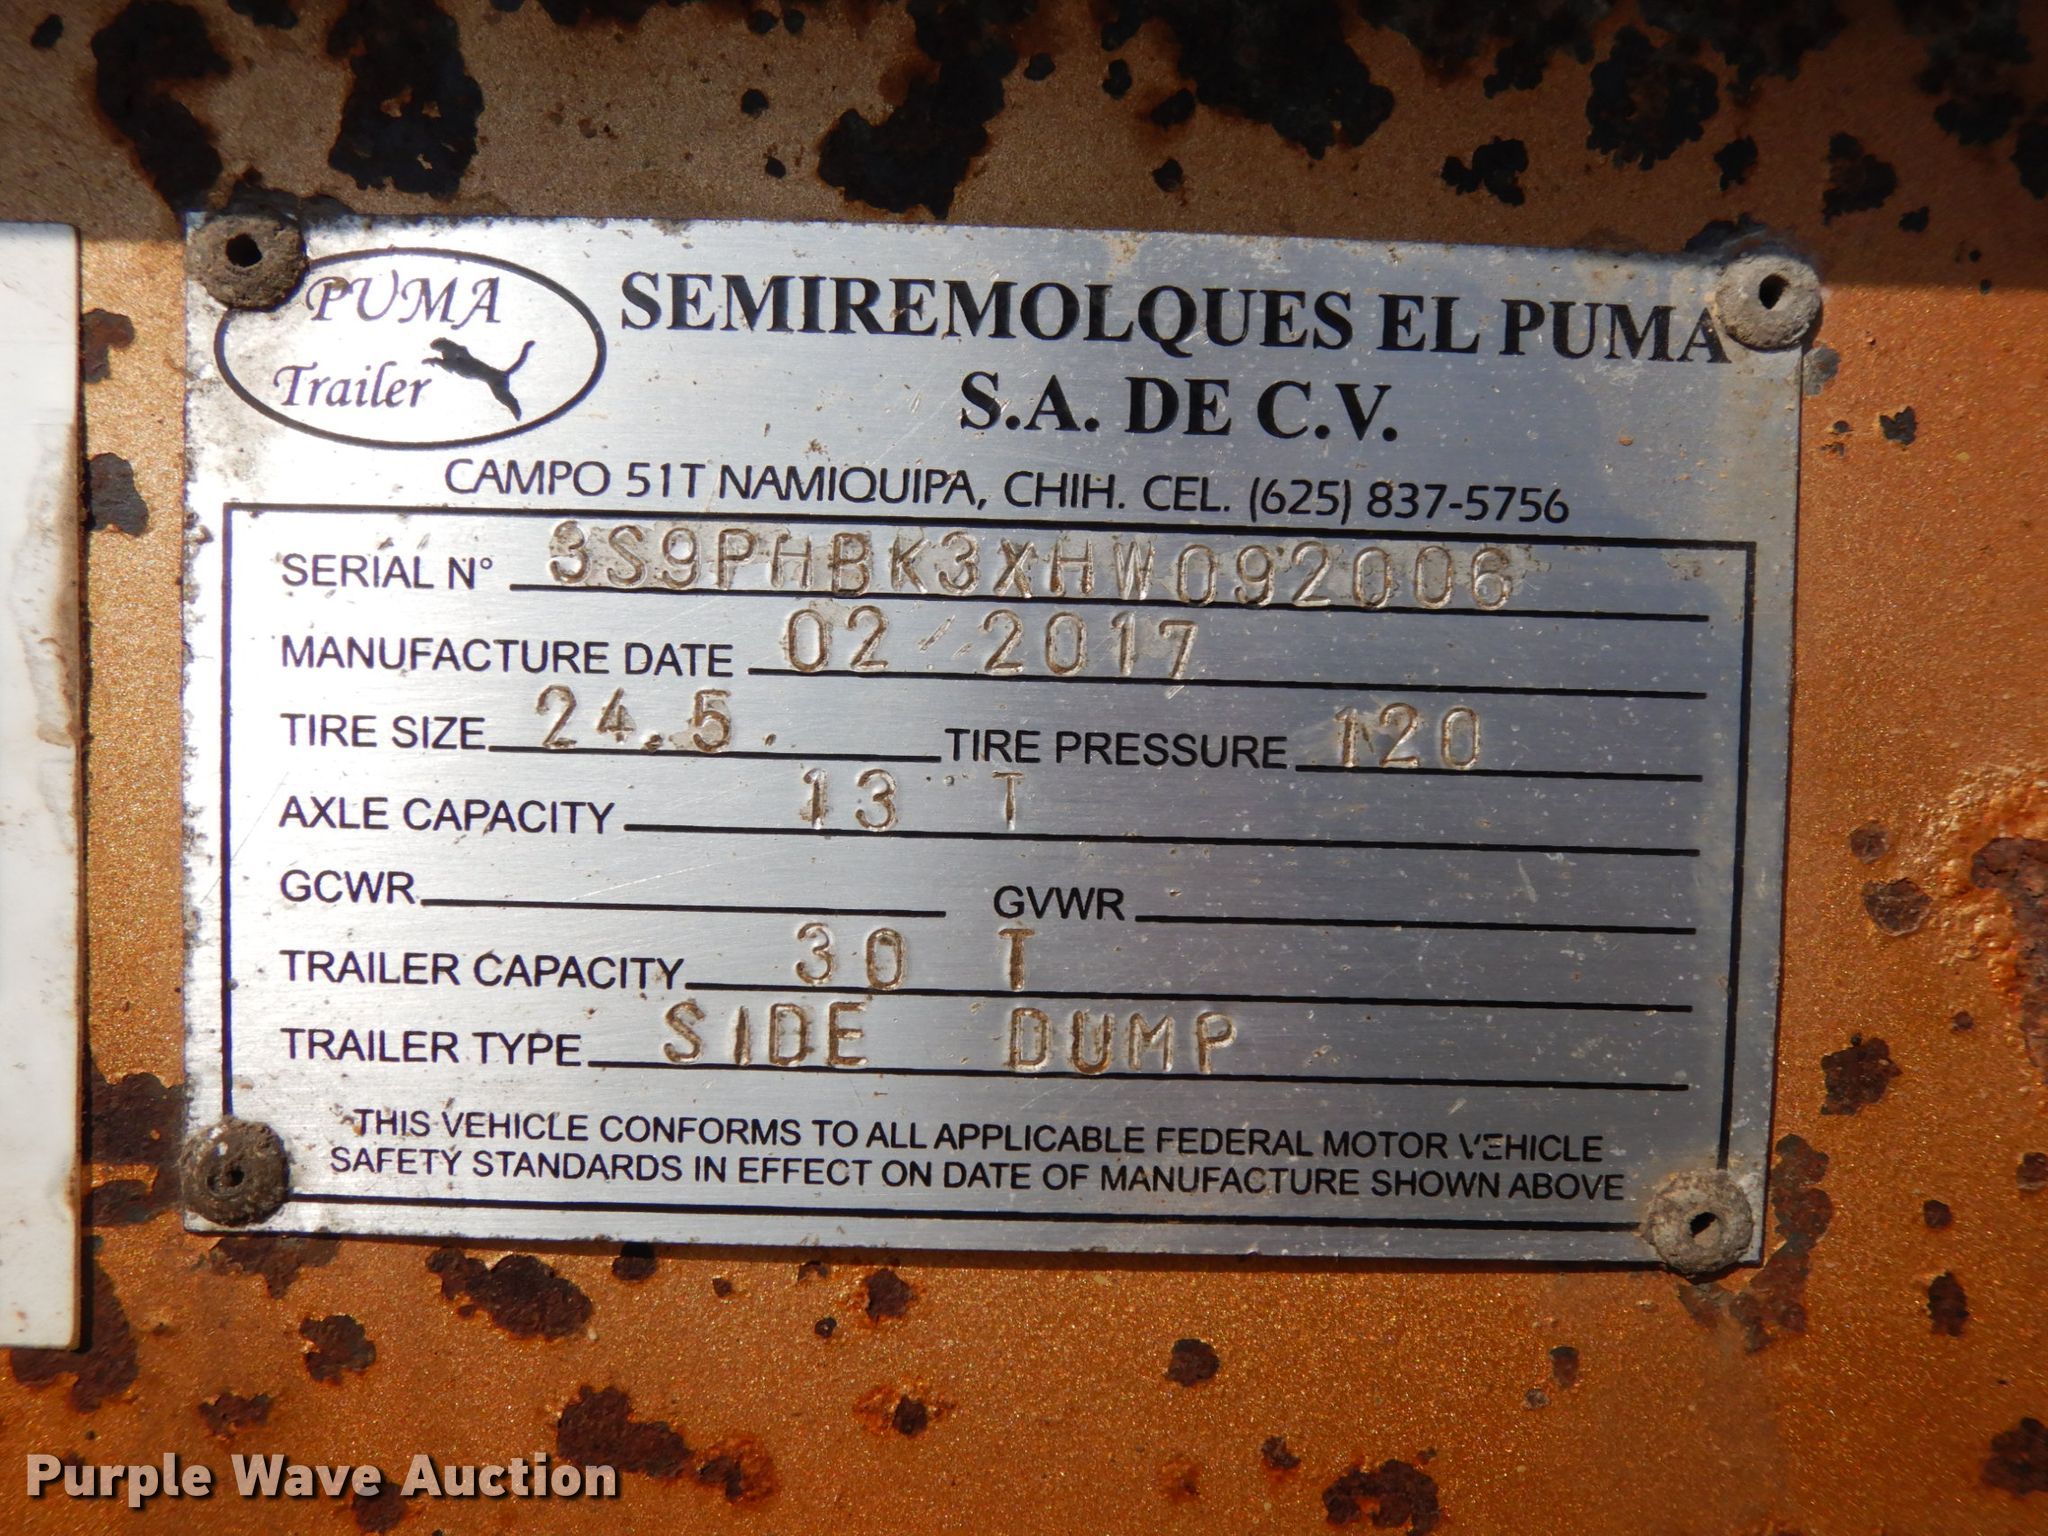 PUMA
Trailer
SEMIREMOLQUES EL PUMA
S.A. DE C.V.
CAMPO 51T NAMIQUIPA, CHIH. CEL. (625) 837-5756
SERIAL N° 3S9PHBK3XHW092006
MANUFACTURE DATE 02 2017
TIRE SIZE 24.5. TIRE PRESSURE 120
AXLE CAPACITY 13 T
GCWR GVWR
TRAILER CAPACITY 30 T
TRAILER TYPE SIDE DUMP
THIS VEHICLE CONFORMS TO ALL APPLICABLE FEDERAL MOTOR VEHICLE
SAFETY STANDARDS IN EFFECT ON DATE OF MANUFACTURE SHOWN ABOVE
Purple Wave Auction